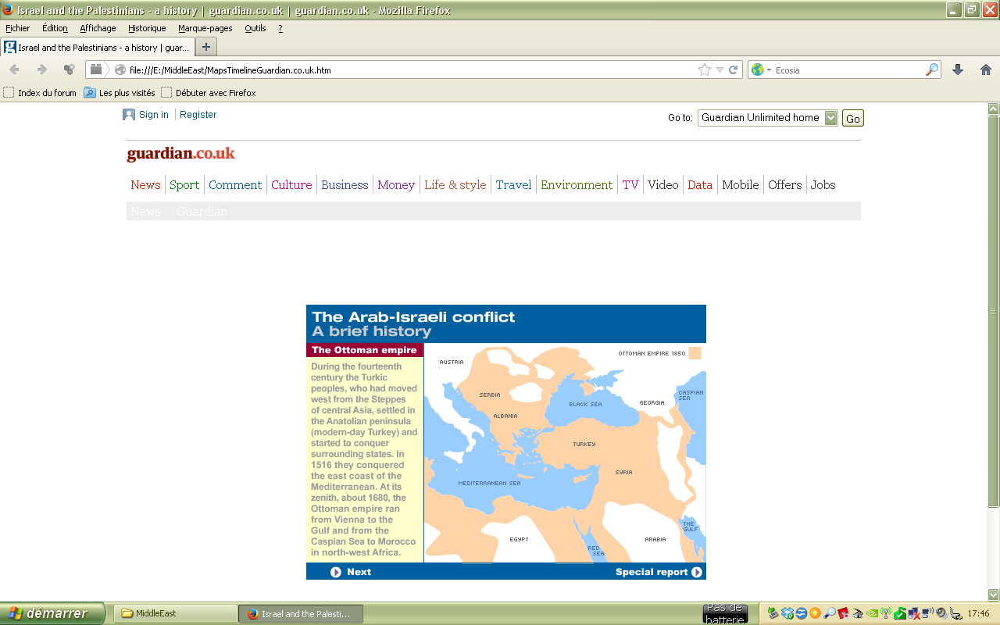 Israel and the Palestinians - a history | guardian.co.uk | guardian.co.uk - Mozilla Firefox
Fichier Édition Affichage Historique Marque-pages Outils ?
Israel and the Palestinians - a history | guar... +
file:///E:/MiddleEast/MapsTimelineGuardian.co.uk.htm Ecosia
Index du forum Les plus visités Débuter avec Firefox
Sign in Register Go to: Guardian Unlimited home Go
guardian.co.uk
News Sport Comment Culture Business Money Life & style Travel Environment TV Video Data Mobile Offers Jobs
News Guardian
The Arab-Israeli conflict
A brief history
The Ottoman empire
During the fourteenth
century the Turkic
peoples, who had moved
west from the Steppes
of central Asia, settled in
the Anatolian peninsula
(modern-day Turkey) and
started to conquer
surrounding states. In
1516 they conquered
the east coast of the
Mediterranean. At its
zenith, about 1680, the
Ottoman empire ran
from Vienna to the
Gulf and from the
Caspian Sea to Morocco
in north-west Africa.
OTTOMAN EMPIRE 1850
AUSTRIA
SERBIA
ALBANIA
BLACK SEA
GEORGIA
CASPIAN
SEA
TURKEY
SYRIA
MEDITERRANEAN SEA
EGYPT
RED
SEA
ARABIA
THE
GULF
Next Special report
démarrer MiddleEast Israel and the Palesti... Pas de
batterie 17:46